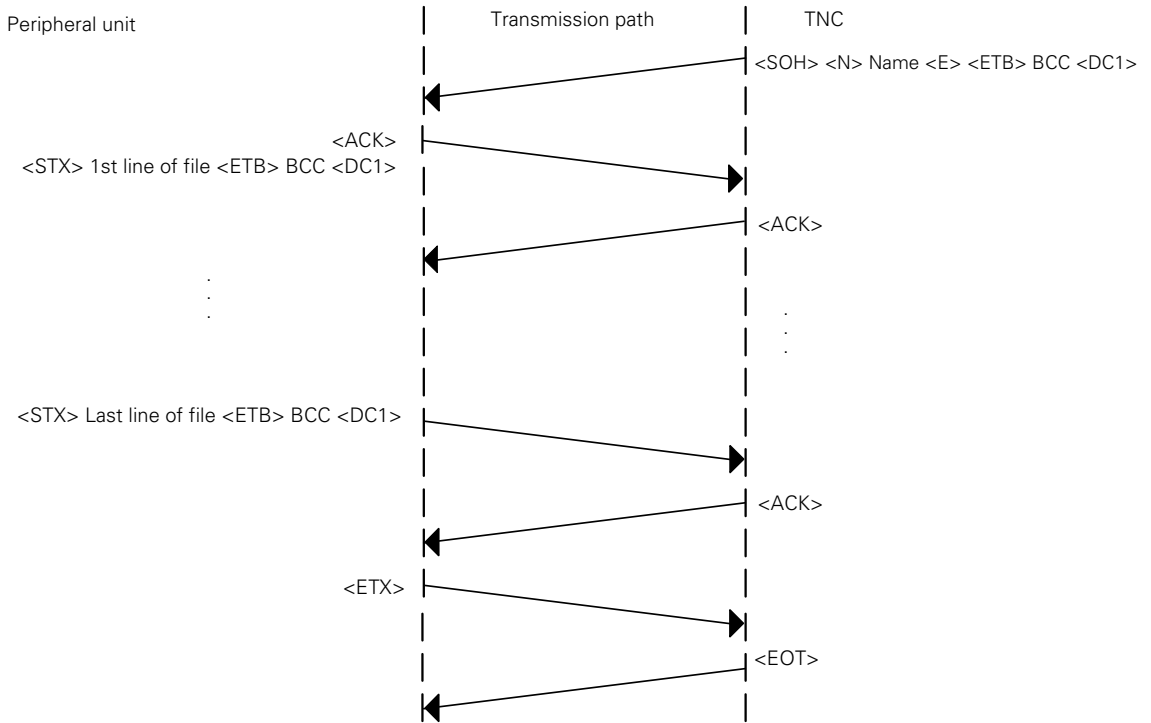 Peripheral unit
Transmission path
TNC
<SOH> <N> Name <E> <ETB> BCC <DC1>
<ACK>
<STX> 1st line of file <ETB> BCC <DC1>
<ACK>
.
.
.
.
.
.
<STX> Last line of file <ETB> BCC <DC1>
<ACK>
<ETX>
<EOT>